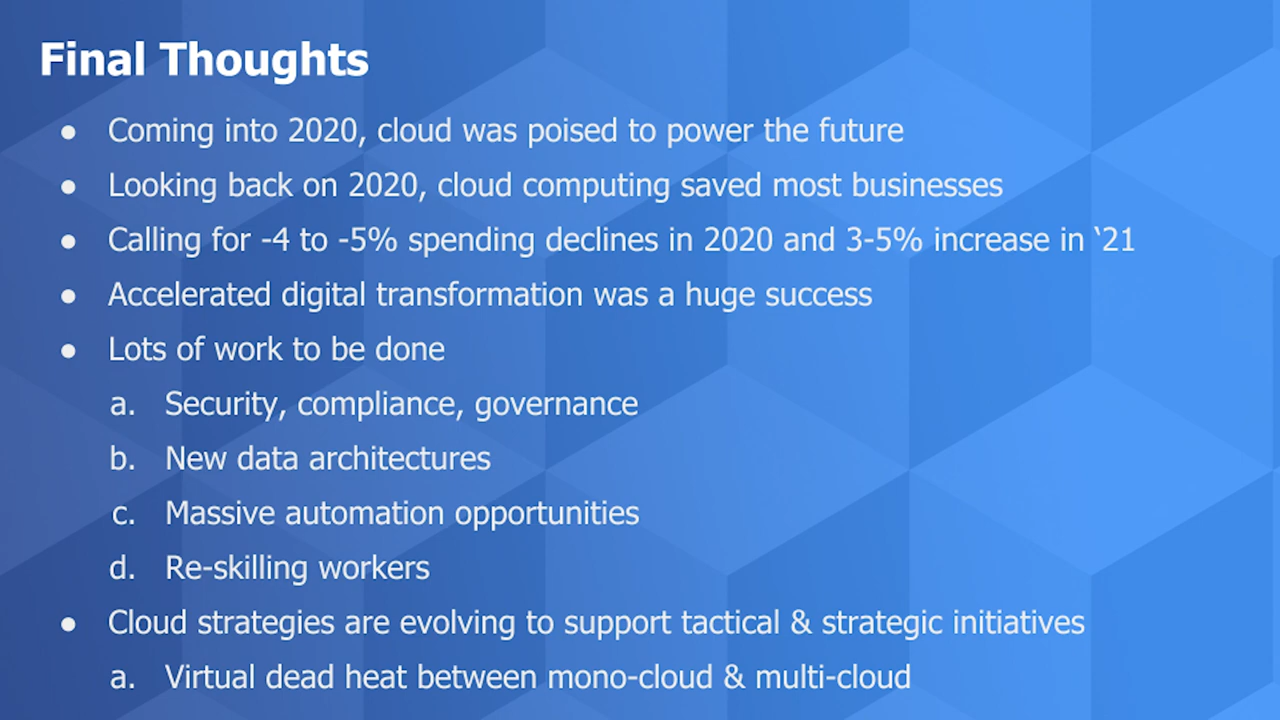 Final Thoughts
● Coming into 2020, cloud was poised to power the future
● Looking back on 2020, cloud computing saved most businesses
● Calling for -4 to -5% spending declines in 2020 and 3-5% increase in ‘21
● Accelerated digital transformation was a huge success
● Lots of work to be done
a. Security, compliance, governance
b. New data architectures
c. Massive automation opportunities
d. Re-skilling workers
● Cloud strategies are evolving to support tactical & strategic initiatives
a. Virtual dead heat between mono-cloud & multi-cloud